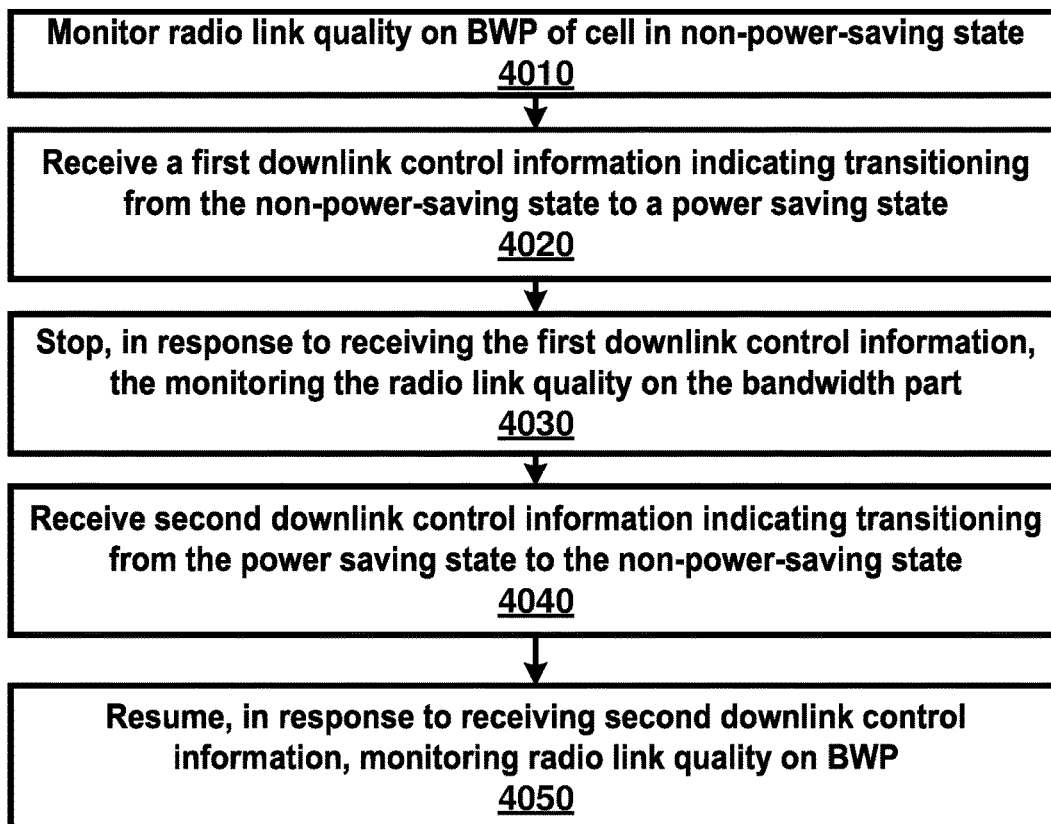 Monitor radio link quality on BWP of cell in non-power-saving state
4010
Receive a first downlink control information indicating transitioning
from the non-power-saving state to a power saving state
4020
Stop, in response to receiving the first downlink control information,
the monitoring the radio link quality on the bandwidth part
4030
Receive second downlink control information indicating transitioning
from the power saving state to the non-power-saving state
4040
Resume, in response to receiving second downlink control
information, monitoring radio link quality on BWP
4050